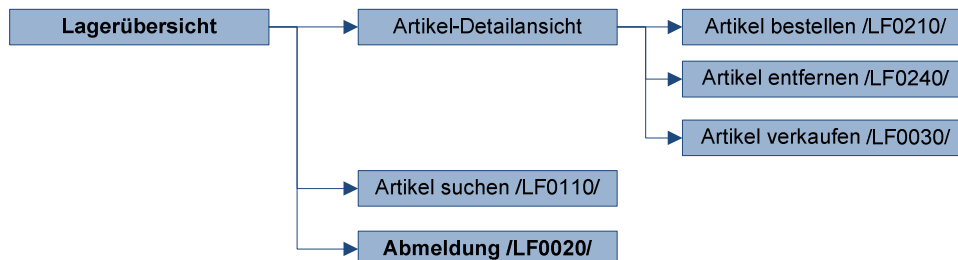 Lagerübersicht
Artikel-Detailansicht
Artikel bestellen /LF0210/
Artikel entfernen /LF0240/
Artikel verkaufen /LF0030/
Artikel suchen /LF0110/
Abmeldung /LF0020/